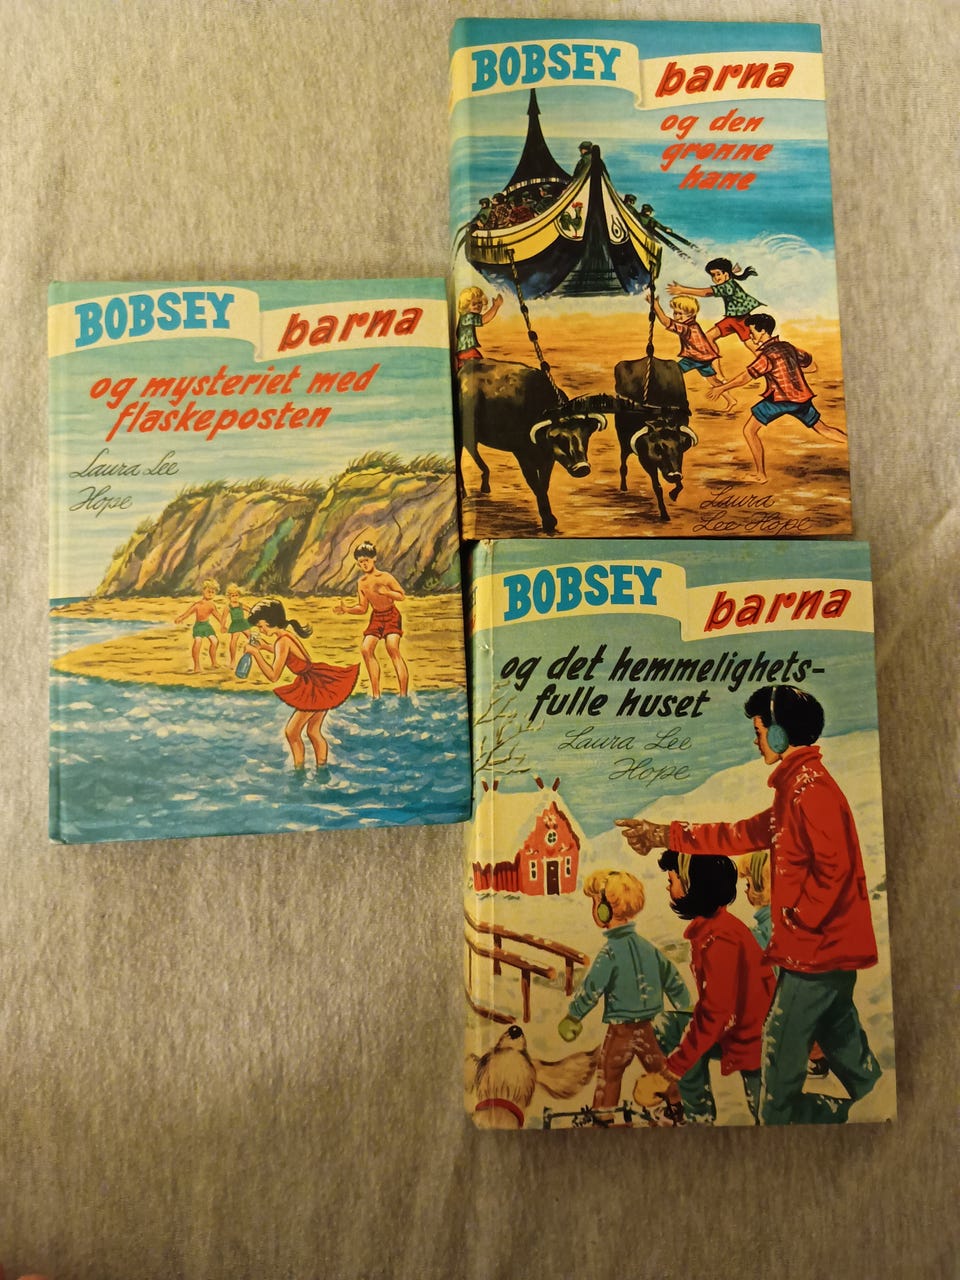 BOBSEY barna
og den
grønne
hane
Laura
Lee Hope
6
BOBSEY barna
og mysteriet med
flaskeposten
Laura Lee
Hope
BOBSEY barna
og det hemmelighets-
fulle huset
Laura Lee
Hope